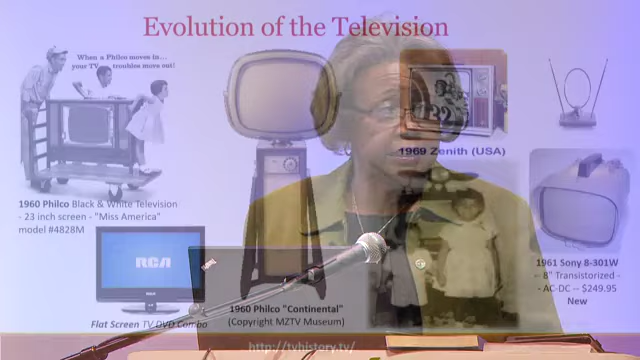 Evolution of the Television
When a Philco moves in...
your TV troubles move out!
1969 Zenith (USA)
1960 Philco Black & White Television
- 23 inch screen - "Miss America"
model #4828M
RCA
Flat Screen TV DVD Combo
1960 Philco "Continental"
(Copyright MZTV Museum)
1961 Sony 8-301W
-- 8" Transistorized -
- AC-DC -- $249.95
New
http://tvhistory.tv/